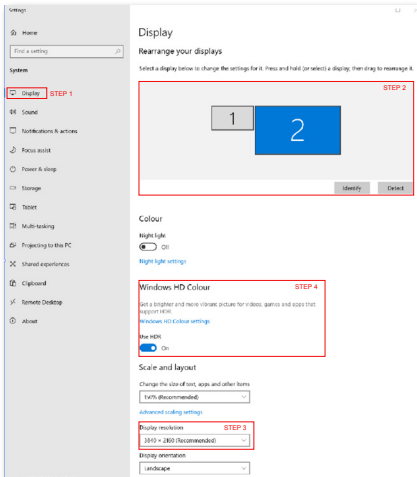 Settings
Home
Find a setting
System
Display STEP 1
Sound
Notifications & actions
Focus assist
Power & sleep
Storage
Tablet
Multi-tasking
Projecting to this PC
Shared experiences
Clipboard
Remote Desktop
About
Display
Rearrange your displays
Select a display below to change the settings for it. Press and hold (or select) a display, then drag to rearrange it.
STEP 2
1
2
Identify Detect
Colour
Night light
Off
Night light settings
Windows HD Colour STEP 4
Get a brighter and more vibrant picture for videos, games and apps that
support HDR.
Windows HD Colour settings
Use HDR
On
Scale and layout
Change the size of text, apps and other items
150% (Recommended)
Advanced scaling settings
Display resolution STEP 3
3840 × 2160 (Recommended)
Display orientation
Landscape